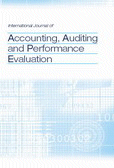 International Journal of
Accounting, Auditing
and Performance
Evaluation